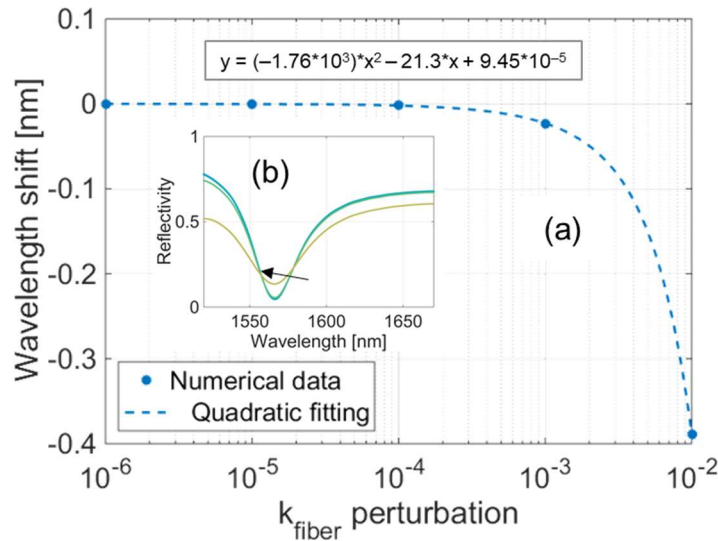 0.1
y = (–1.76*10³)*x² – 21.3*x + 9.45*10⁻⁵
0
-0.1
-0.2
-0.3
-0.4
Wavelength shift [nm]
1
0.5
0
Reflectivity
(b)
1550 1600 1650
Wavelength [nm]
(a)
Numerical data
Quadratic fitting
10⁻⁶ 10⁻⁵ 10⁻⁴ 10⁻³ 10⁻²
k_fiber perturbation